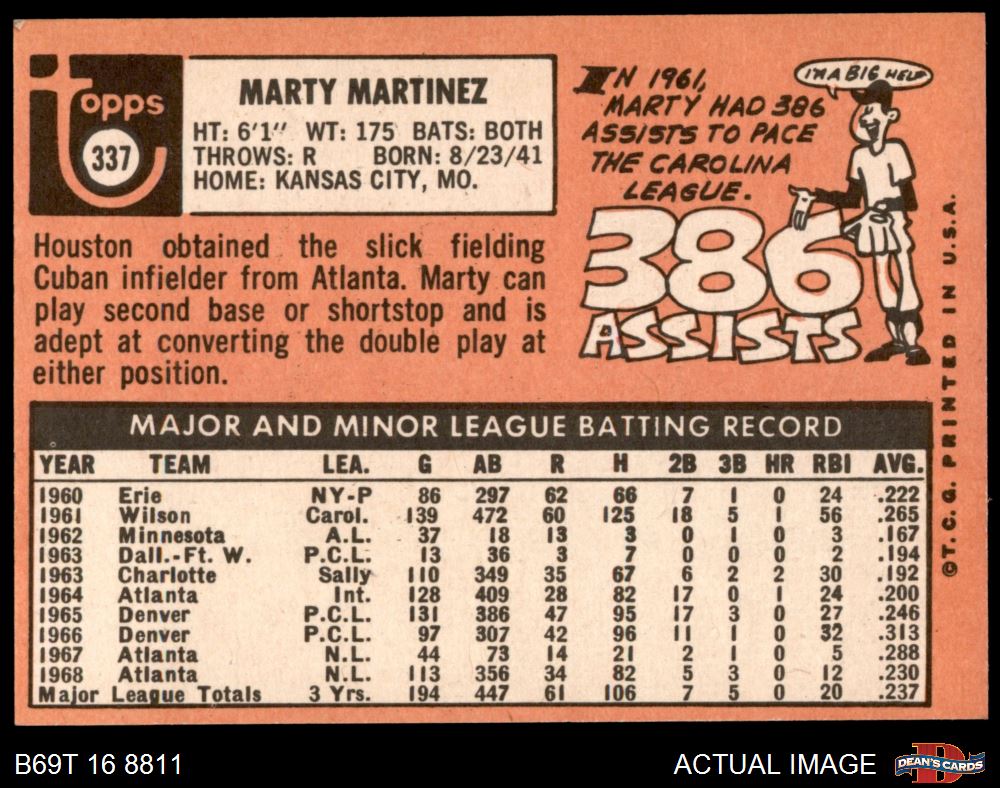 topps
337
MARTY MARTINEZ
HT: 6'1" WT: 175 BATS: BOTH
THROWS: R BORN: 8/23/41
HOME: KANSAS CITY, MO.
Houston obtained the slick fielding
Cuban infielder from Atlanta. Marty can
play second base or shortstop and is
adept at converting the double play at
either position.
IN 1961,
MARTY HAD 386
ASSISTS TO PACE
THE CAROLINA
LEAGUE.
I'M A BIG HELP
386
ASSISTS
©T.C.G. PRINTED IN U.S.A.
MAJOR AND MINOR LEAGUE BATTING RECORD
YEAR TEAM LEA. G AB R H 2B 3B HR RBI AVG.
1960 Erie NY-P 86 297 62 66 7 1 0 24 .222
1961 Wilson Carol. 139 472 60 125 18 5 1 56 .265
1962 Minnesota A.L. 37 18 13 3 0 1 0 3 .167
1963 Dall.-Ft. W. P.C.L. 13 36 3 7 0 0 0 2 .194
1963 Charlotte Sally 110 349 35 67 6 2 2 30 .192
1964 Atlanta Int. 128 409 28 82 17 0 1 24 .200
1965 Denver P.C.L. 131 386 47 95 17 3 0 27 .246
1966 Denver P.C.L. 97 307 42 96 11 1 0 32 .313
1967 Atlanta N.L. 44 73 14 21 2 1 0 5 .288
1968 Atlanta N.L. 113 356 34 82 5 3 0 12 .230
Major League Totals 3 Yrs. 194 447 61 106 7 5 0 20 .237
B69T 16 8811
ACTUAL IMAGE
DEAN'S CARDS